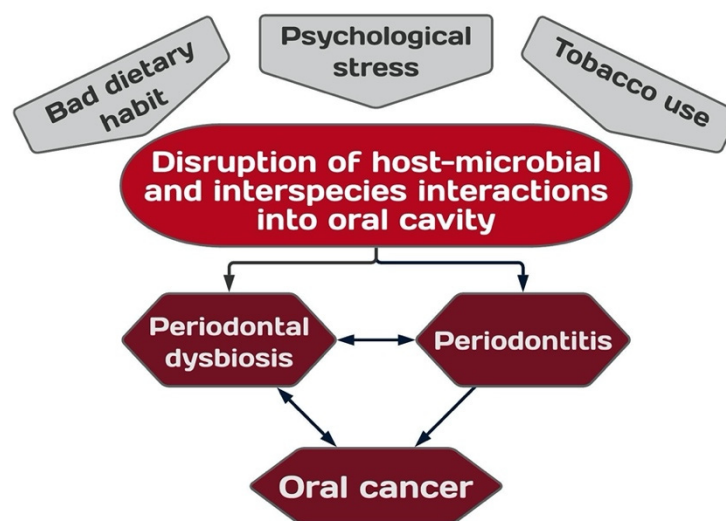 Bad dietary
habit
Psychological
stress
Tobacco use
Disruption of host-microbial
and interspecies interactions
into oral cavity
Periodontal
dysbiosis
Periodontitis
Oral cancer